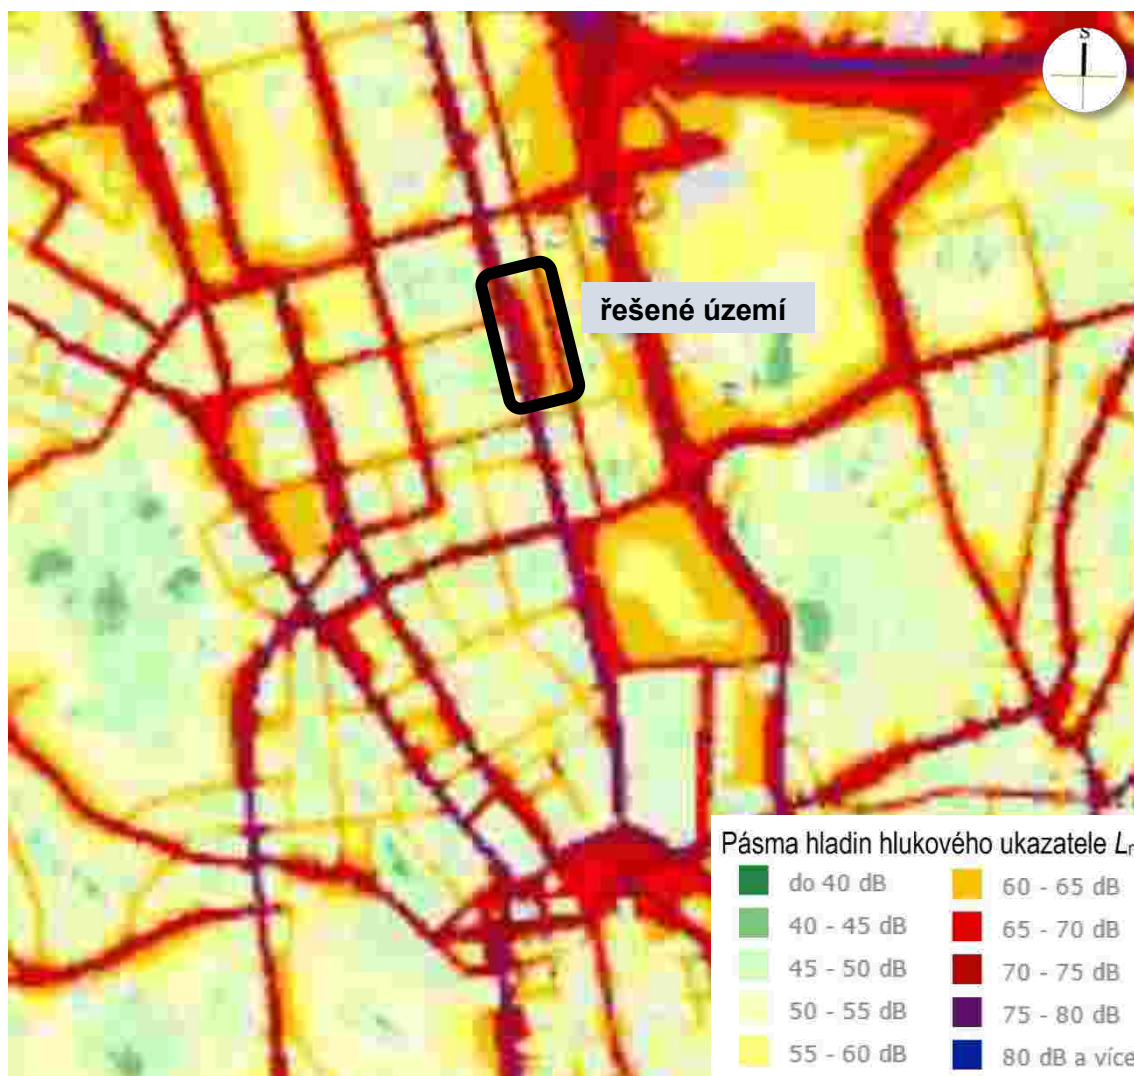 S
řešené území
Pásma hladin hlukového ukazatele L
do 40 dB
40 - 45 dB
45 - 50 dB
50 - 55 dB
55 - 60 dB
60 - 65 dB
65 - 70 dB
70 - 75 dB
75 - 80 dB
80 dB a více